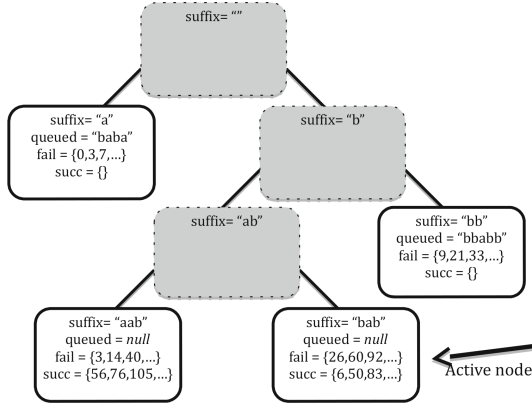 suffix= “”
suffix= “a”
queued = “baba”
fail = {0,3,7,...}
succ = {}
suffix= “b”
suffix= “ab”
suffix= “bb”
queued = “bbabb”
fail = {9,21,33,...}
succ = {}
suffix= “aab”
queued = null
fail = {3,14,40,...}
succ = {56,76,105,...}
suffix= “bab”
queued = null
fail = {26,60,92,...}
succ = {6,50,83,...}
Active node